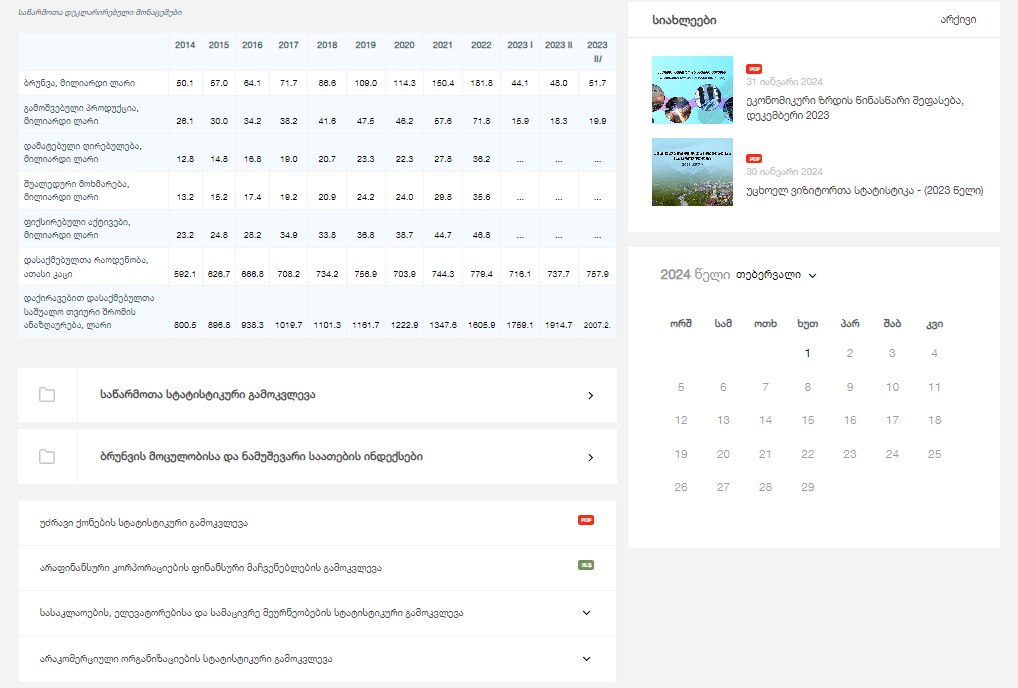 საწარმოთა დეკლარირებული მონაცემები
2014 2015 2016 2017 2018 2019 2020 2021 2022 2023 I 2023 II 2023
II/
ბრუნვა, მილიარდი ლარი 50.1 57.0 64.1 71.7 86.6 109.0 114.3 150.4 181.8 44.1 48.0 51.7
გამოშვებული პროდუქცია,
მილიარდი ლარი 26.1 30.0 34.2 38.2 41.6 47.5 46.2 57.6 71.8 15.9 18.3 19.9
დამატებული ღირებულება,
მილიარდი ლარი 12.8 14.8 16.8 19.0 20.7 23.3 22.3 27.8 36.2 ... ... ...
შუალედური მოხმარება,
მილიარდი ლარი 13.2 15.2 17.4 19.2 20.9 24.2 24.0 29.8 35.6 ... ... ...
ფიქსირებული აქტივები,
მილიარდი ლარი 23.2 24.8 28.2 34.9 33.8 36.8 38.7 44.7 46.8 ... ... ...
დასაქმებულთა რაოდენობა,
ათასი კაცი 592.1 626.7 666.8 708.2 734.2 756.9 703.9 744.3 779.4 716.1 737.7 757.9
დაქირავებით დასაქმებულთა
საშუალო თვიური შრომის
ანაზღაურება, ლარი 800.5 896.8 938.3 1019.7 1101.3 1161.7 1222.9 1347.6 1605.9 1759.1 1914.7 2007.2.
საწარმოთა სტატისტიკური გამოკვლევა
ბრუნვის მოცულობისა და ნამუშევარი საათების ინდექსები
უძრავი ქონების სტატისტიკური გამოკვლევა PDF
არაფინანსური კორპორაციების ფინანსური მაჩვენებლების გამოკვლევა XLS
სასაკლაოების, ელევატორებისა და სამაცივრე მეურნეობების სტატისტიკური გამოკვლევა
არაკომერციული ორგანიზაციების სტატისტიკური გამოკვლევა
სიახლეები არქივი
PDF
31 იანვარი 2024
ეკონომიკური ზრდის წინასწარი შეფასება,
დეკემბერი 2023
PDF
30 იანვარი 2024
უცხოელ ვიზიტორთა სტატისტიკა - (2023 წელი)
2024 წელი თებერვალი
ორშ სამ ოთხ ხუთ პარ შაბ კვი
1 2 3 4
5 6 7 8 9 10 11
12 13 14 15 16 17 18
19 20 21 22 23 24 25
26 27 28 29